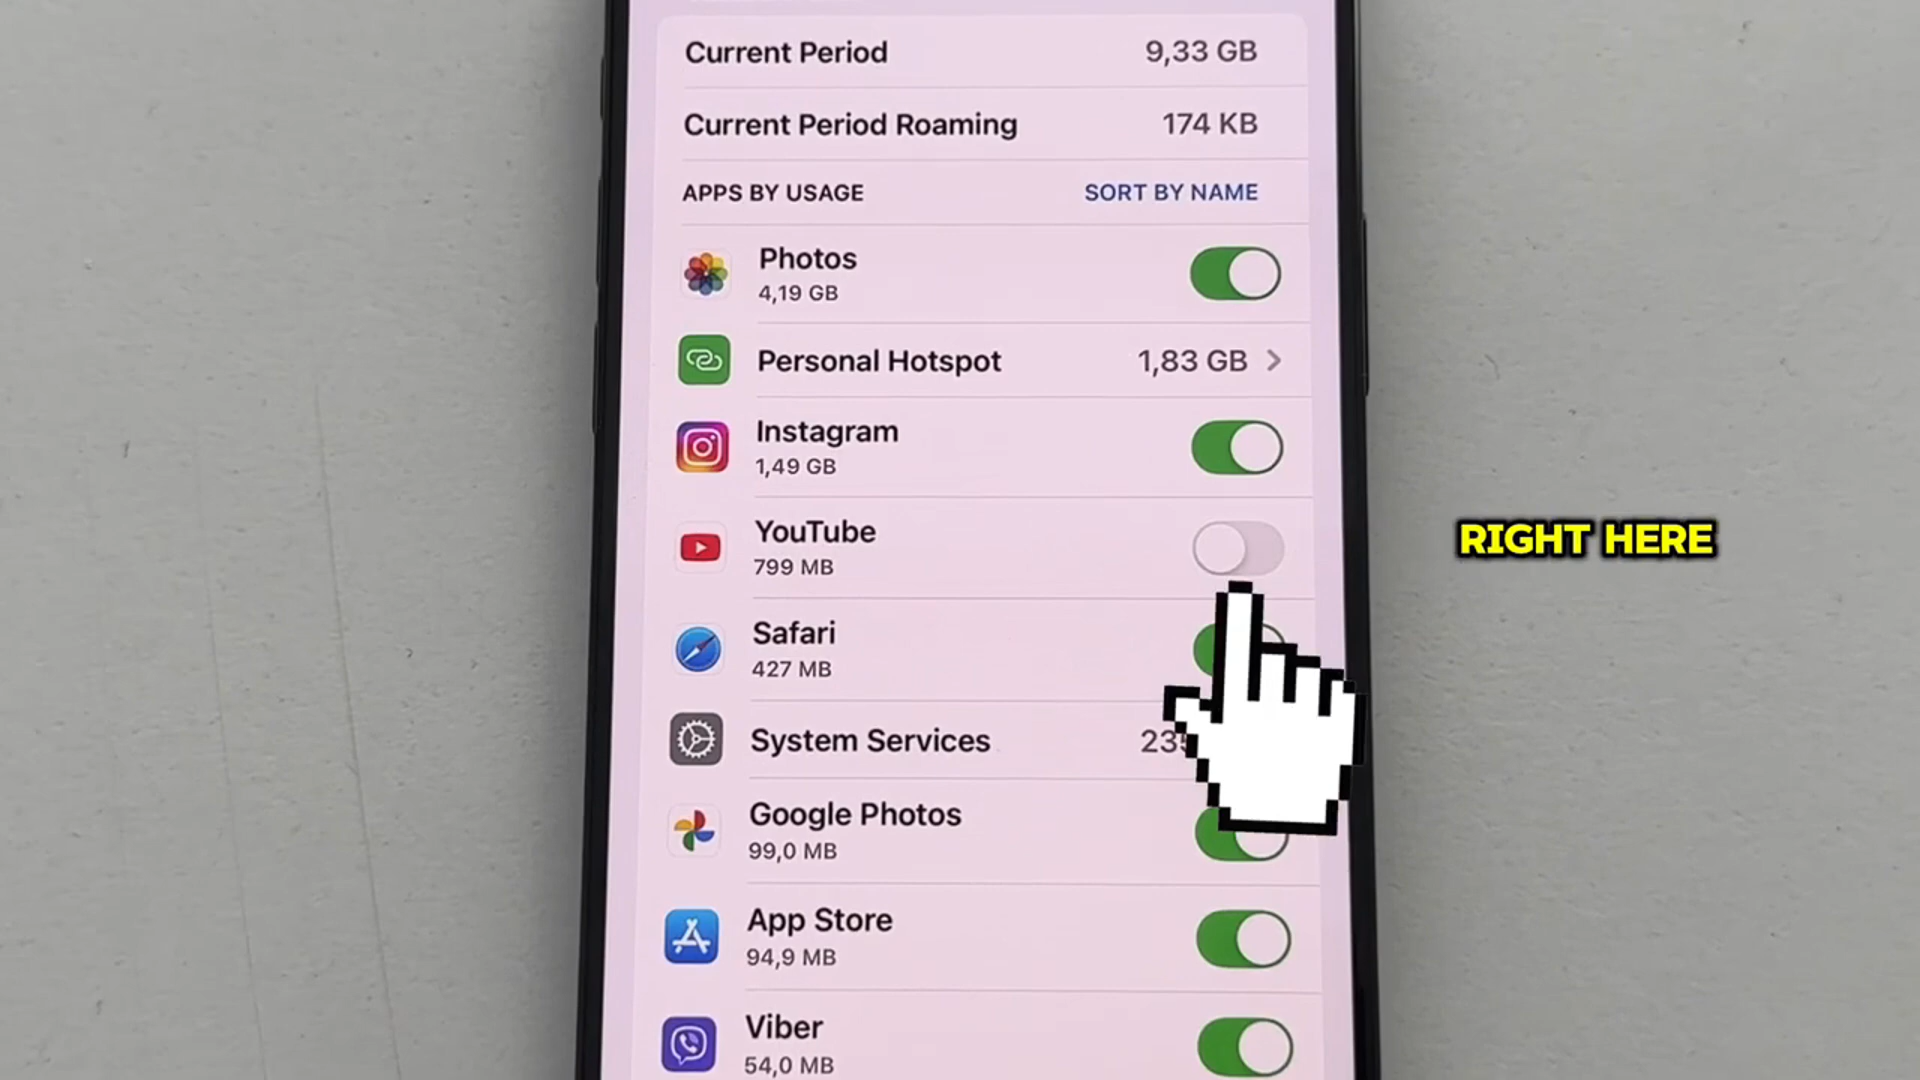 Current Period 9,33 GB
Current Period Roaming 174 KB
APPS BY USAGE SORT BY NAME
Photos
4,19 GB
Personal Hotspot 1,83 GB
Instagram
1,49 GB
YouTube
799 MB
RIGHT HERE
Safari
427 MB
System Services
Google Photos
99,0 MB
App Store
94,9 MB
Viber
54,0 MB